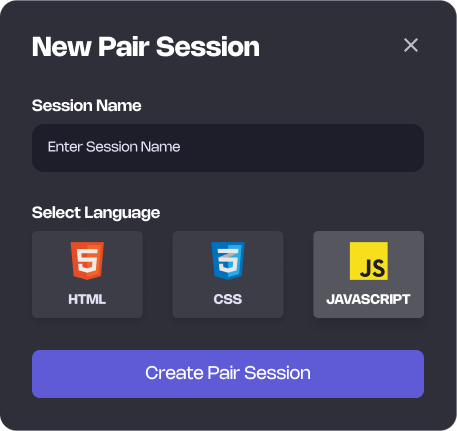 New Pair Session
Session Name
Enter Session Name
Select Language
5 3 JS
HTML CSS JAVASCRIPT
Create Pair Session